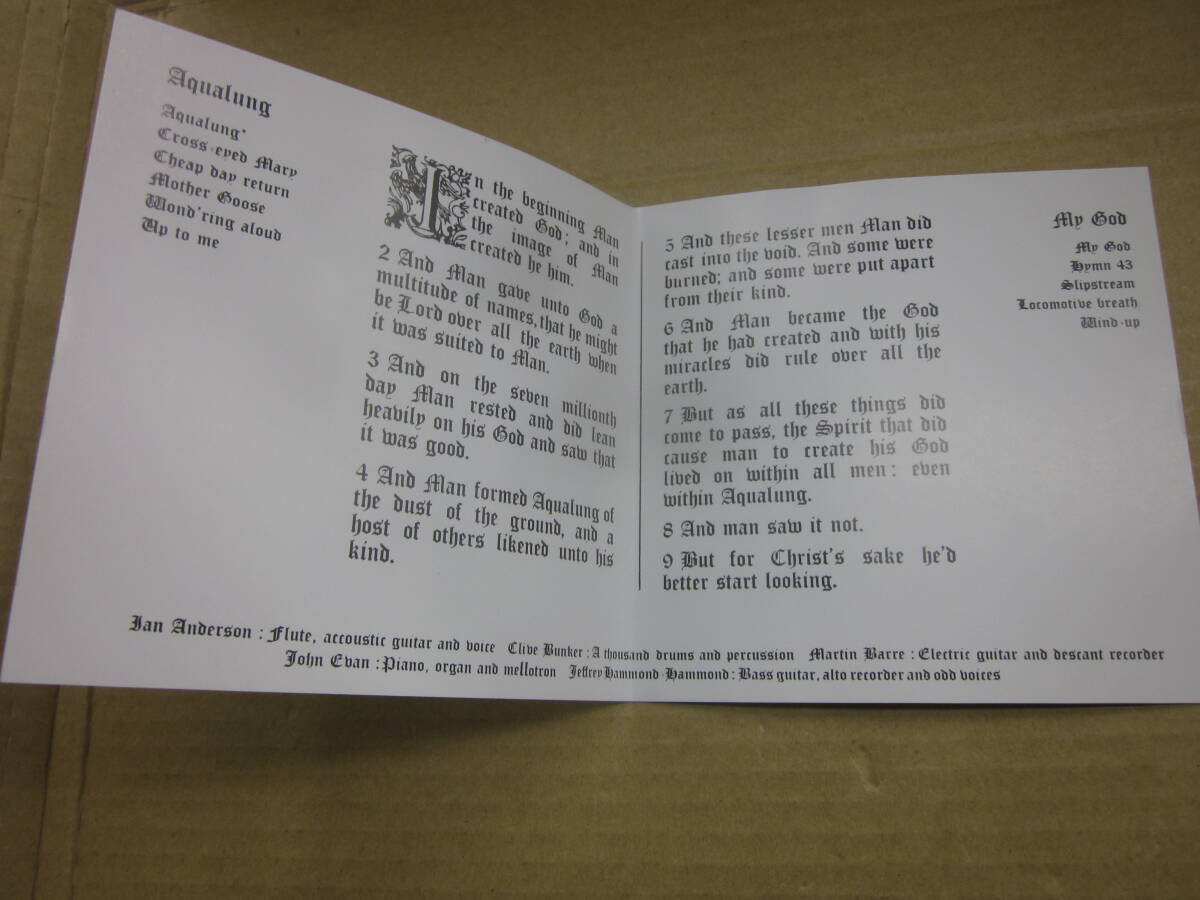 Aqualung
Aqualung*
Cross-eyed Mary
Cheap day return
Mother Goose
Wond'ring aloud
Up to me
In the beginning Man
created God; and in
the image of Man
created he him.
2 And Man gave unto God a
multitude of names, that he might
be Lord over all the earth when
it was suited to Man.
3 And on the seven millionth
day Man rested and did lean
heavily on his God and saw that
it was good.
4 And Man formed Aqualung of
the dust of the ground, and a
host of others likened unto his
kind.
5 And these lesser men Man did
cast into the void. And some were
burned; and some were put apart
from their kind.
6 And Man became the God
that he had created and with his
miracles did rule over all the
earth.
7 But as all these things did
come to pass, the Spirit that did
cause man to create his God
lived on within all men: even
within Aqualung.
8 And man saw it not.
9 But for Christ's sake he'd
better start looking.
My God
My God
Hymn 43
Slipstream
Locomotive breath
Wind-up
Ian Anderson : Flute, accoustic guitar and voice Clive Bunker : A thousand drums and percussion Martin Barre : Electric guitar and descant recorder
John Evan : Piano, organ and mellotron Jeffrey Hammond-Hammond : Bass guitar, alto recorder and odd voices